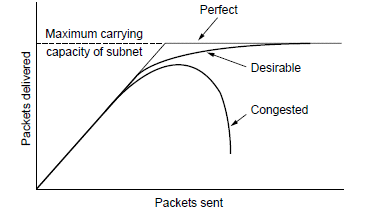 Perfect
Maximum carrying
capacity of subnet
Desirable
Congested
Packets delivered
Packets sent